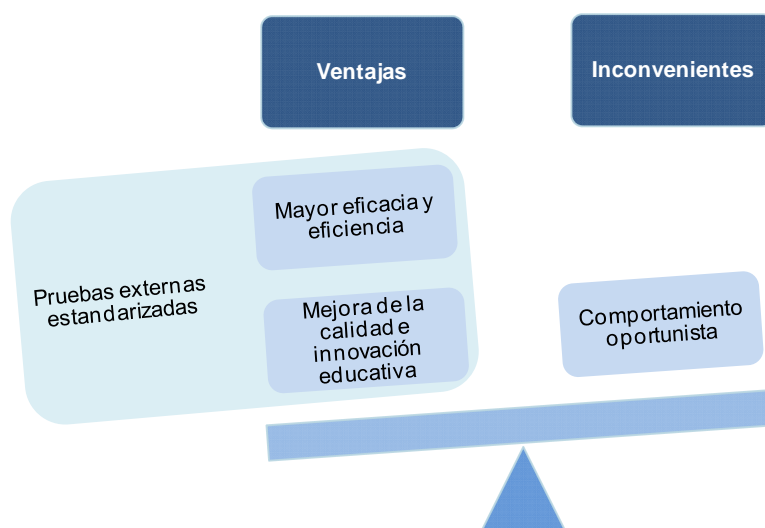 Ventajas
Inconvenientes
Mayor eficacia y
eficiencia
Pruebas externas
estandarizadas
Mejora de la
calidad e
innovación
educativa
Comportamiento
oportunista